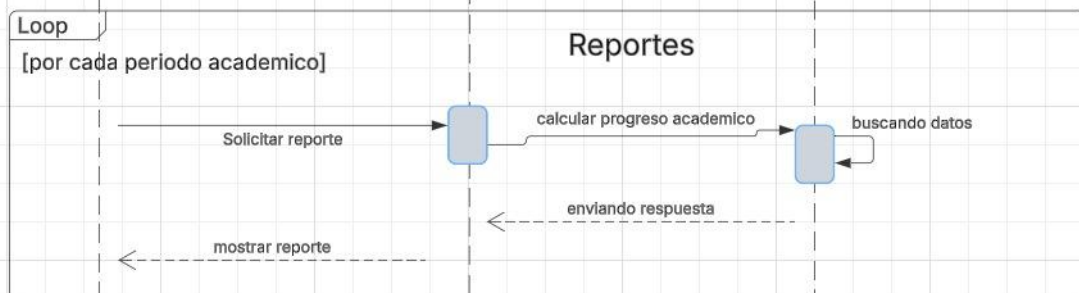 Loop
[por cada periodo academico]
Reportes
calcular progreso academico
buscando datos
Solicitar reporte
enviando respuesta
mostrar reporte